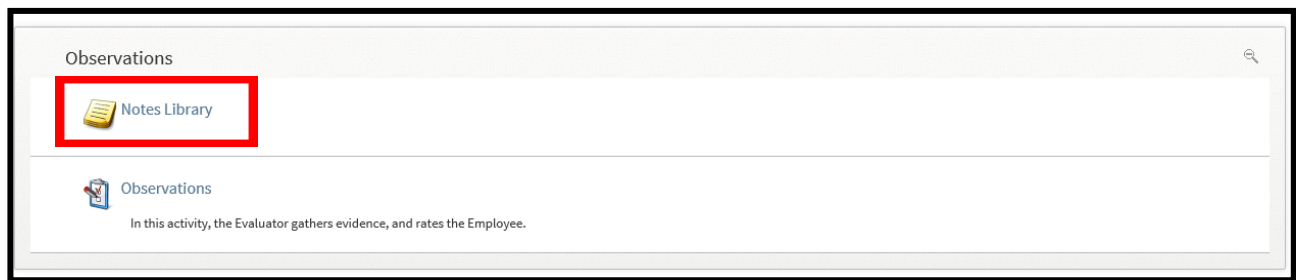 Observations
Notes Library
Observations
In this activity, the Evaluator gathers evidence, and rates the Employee.